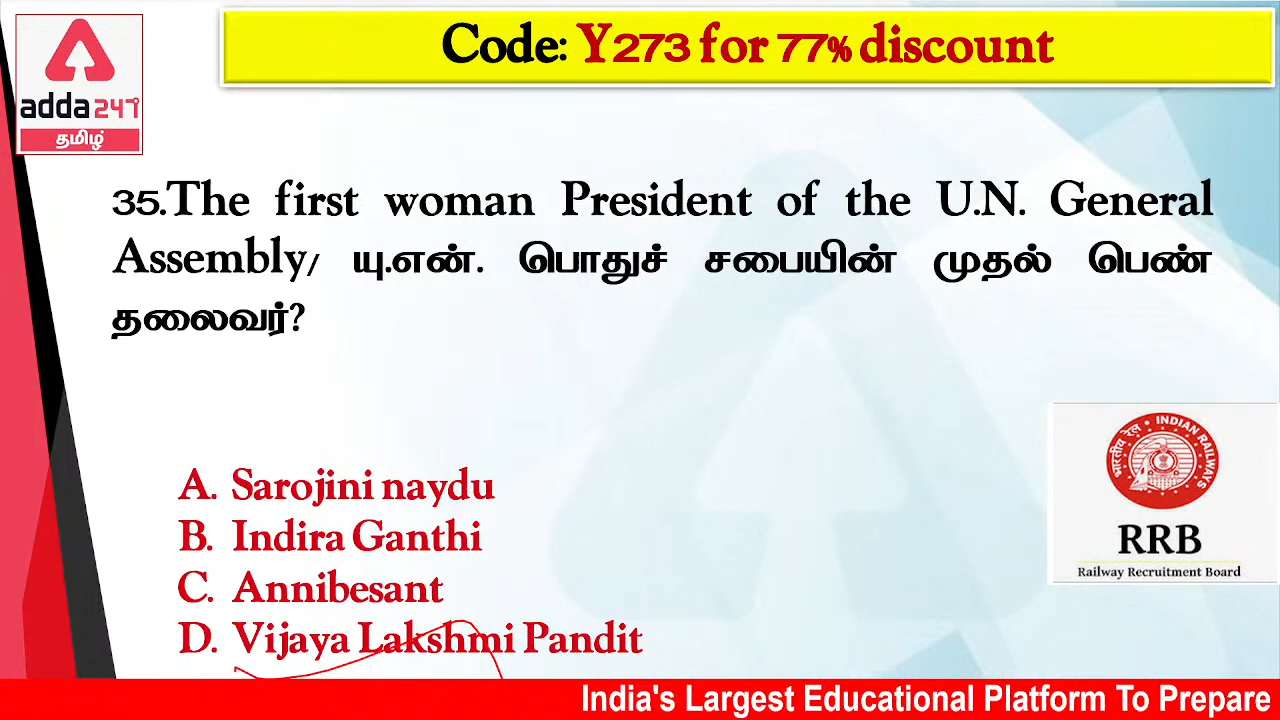 Code: Y273 for 77% discount
adda247
தமிழ்
35.The first woman President of the U.N. General
Assembly/ யு.என். பொதுச் சபையின் முதல் பெண்
தலைவர்?
A. Sarojini naydu
B. Indira Ganthi
C. Annibesant
D. Vijaya Lakshmi Pandit
भारतीय रेल • INDIAN RAILWAYS
RRB
Railway Recruitment Board
India's Largest Educational Platform To Prepare